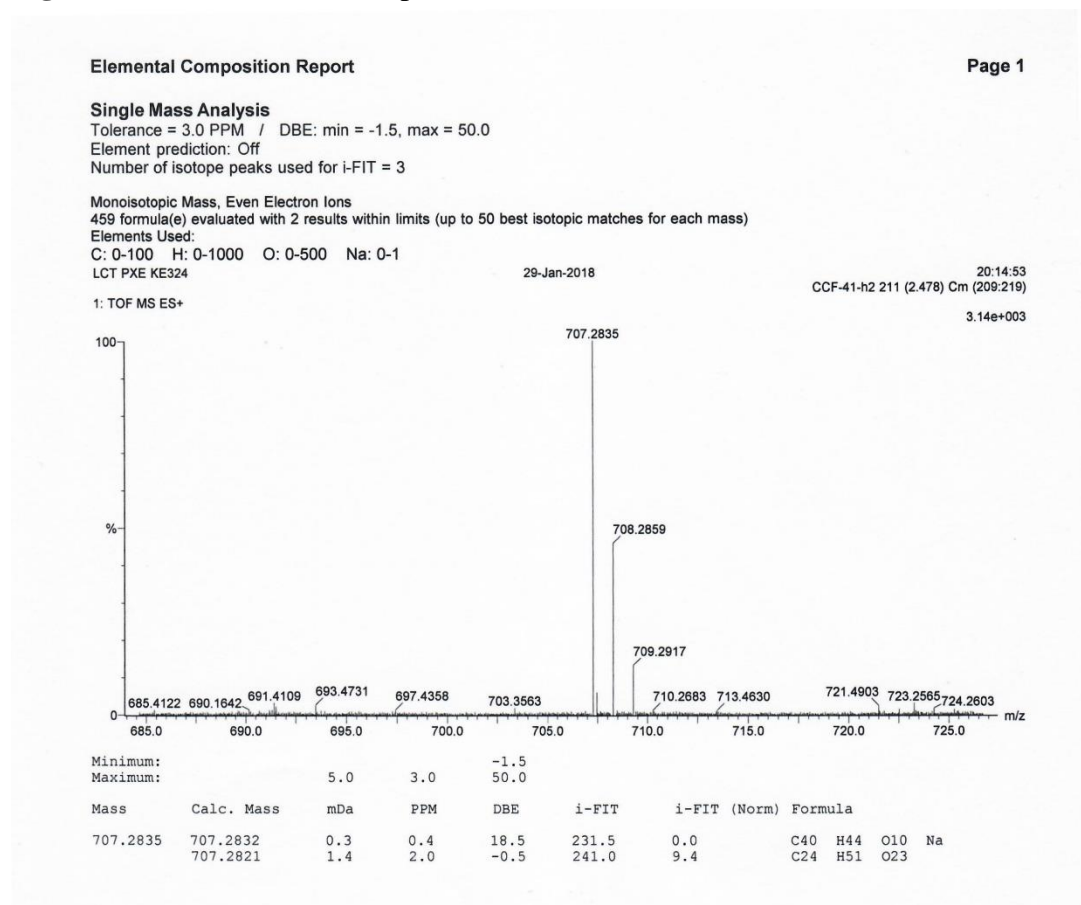 Elemental Composition Report Page 1
Single Mass Analysis
Tolerance = 3.0 PPM / DBE: min = -1.5, max = 50.0
Element prediction: Off
Number of isotope peaks used for i-FIT = 3
Monoisotopic Mass, Even Electron Ions
459 formula(e) evaluated with 2 results within limits (up to 50 best isotopic matches for each mass)
Elements Used:
C: 0-100 H: 0-1000 O: 0-500 Na: 0-1
LCT PXE KE324 29-Jan-2018 20:14:53
CCF-41-h2 211 (2.478) Cm (209:219)
1: TOF MS ES+
3.14e+003
707.2835
100
%
708.2859
709.2917
685.4122 690.1642 691.4109 693.4731 697.4358 703.3563 710.2683 713.4630 721.4903 723.2565 724.2603
0
m/z
685.0 690.0 695.0 700.0 705.0 710.0 715.0 720.0 725.0
Minimum: -1.5
Maximum: 5.0 3.0 50.0
Mass Calc. Mass mDa PPM DBE i-FIT i-FIT (Norm) Formula
707.2835 707.2832 0.3 0.4 18.5 231.5 0.0 C40 H44 O10 Na
707.2821 1.4 2.0 -0.5 241.0 9.4 C24 H51 O23